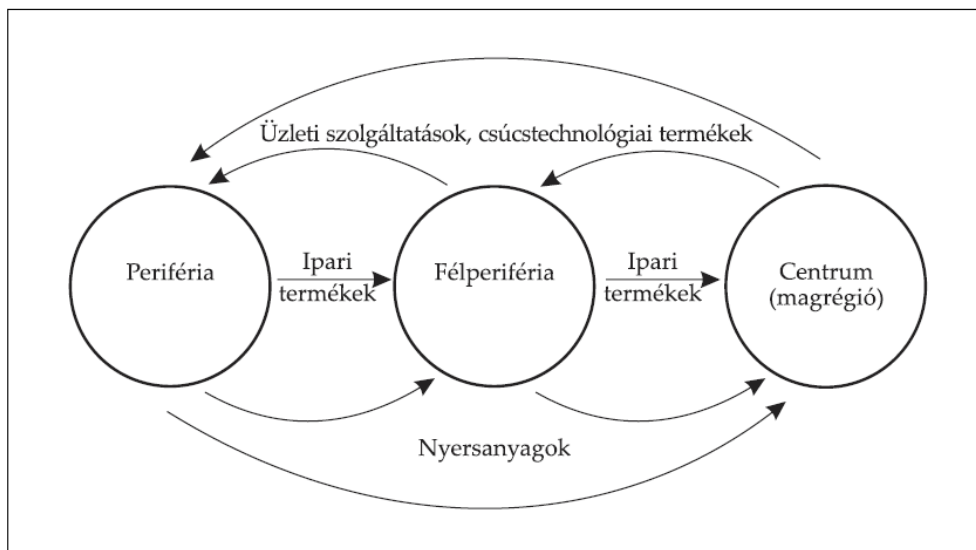 Üzleti szolgáltatások, csúcstechnológiai termékek
Periféria
Ipari
termékek
Félperiféria
Ipari
termékek
Centrum
(magrégió)
Nyersanyagok